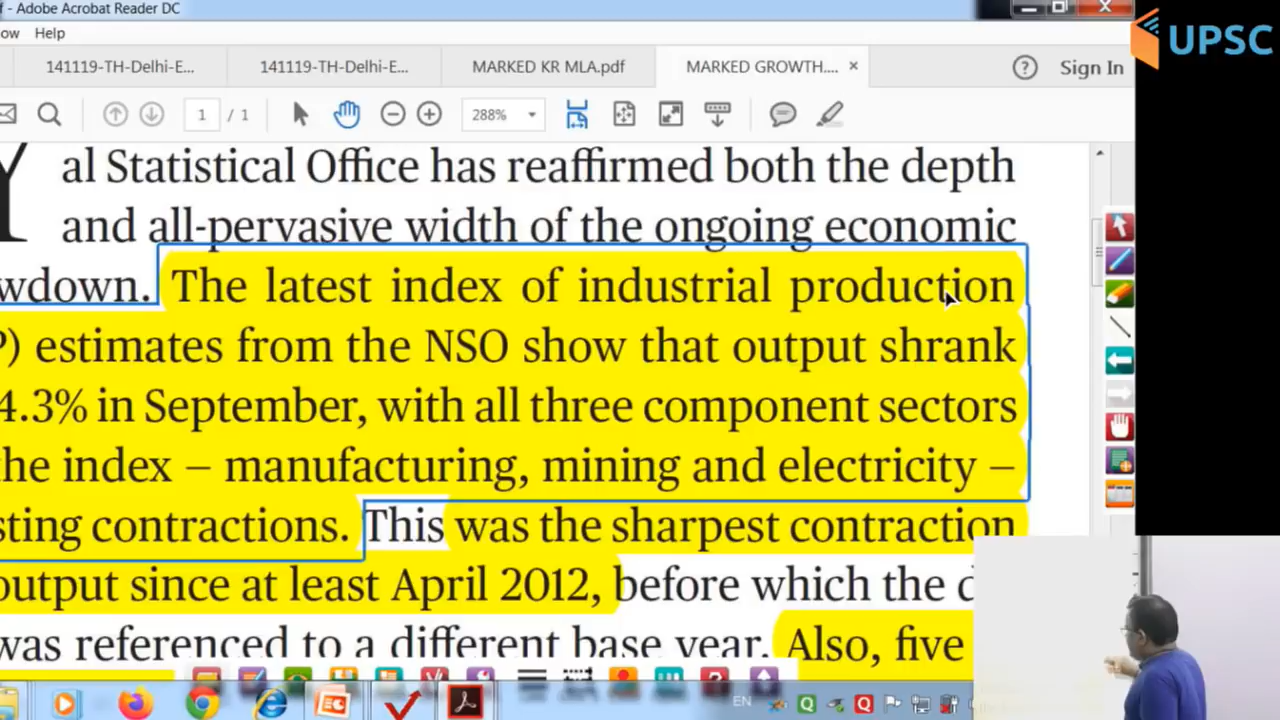 f - Adobe Acrobat Reader DC
UPSC
ow Help
141119-TH-Delhi-E... 141119-TH-Delhi-E... MARKED KR MLA.pdf MARKED GROWTH.... × Sign In
1 / 1 288%
al Statistical Office has reaffirmed both the depth
and all-pervasive width of the ongoing economic
wdown. The latest index of industrial production
P) estimates from the NSO show that output shrank
4.3% in September, with all three component sectors
the index – manufacturing, mining and electricity –
sting contractions. This was the sharpest contraction
output since at least April 2012, before which the d
was referenced to a different base year. Also, five
EN